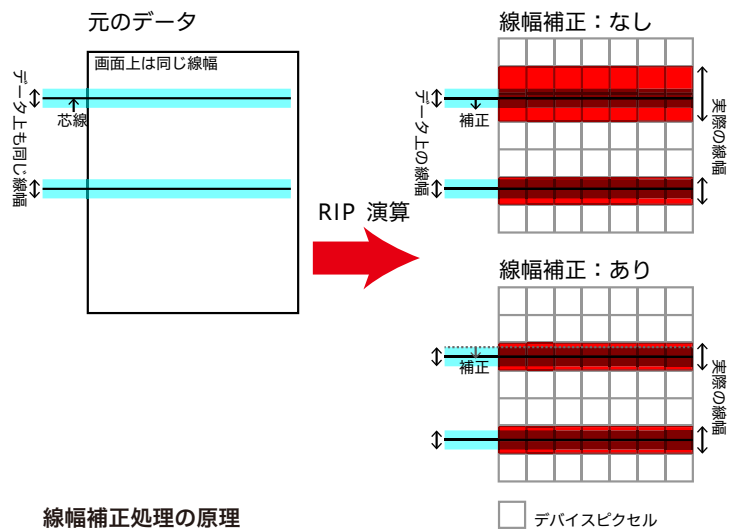 元のデータ
画面上は同じ線幅
データ上も同じ線幅
芯線
RIP 演算
線幅補正：なし
データ上の線幅
補正
実際の線幅
線幅補正：あり
補正
実際の線幅
線幅補正処理の原理
デバイスピクセル